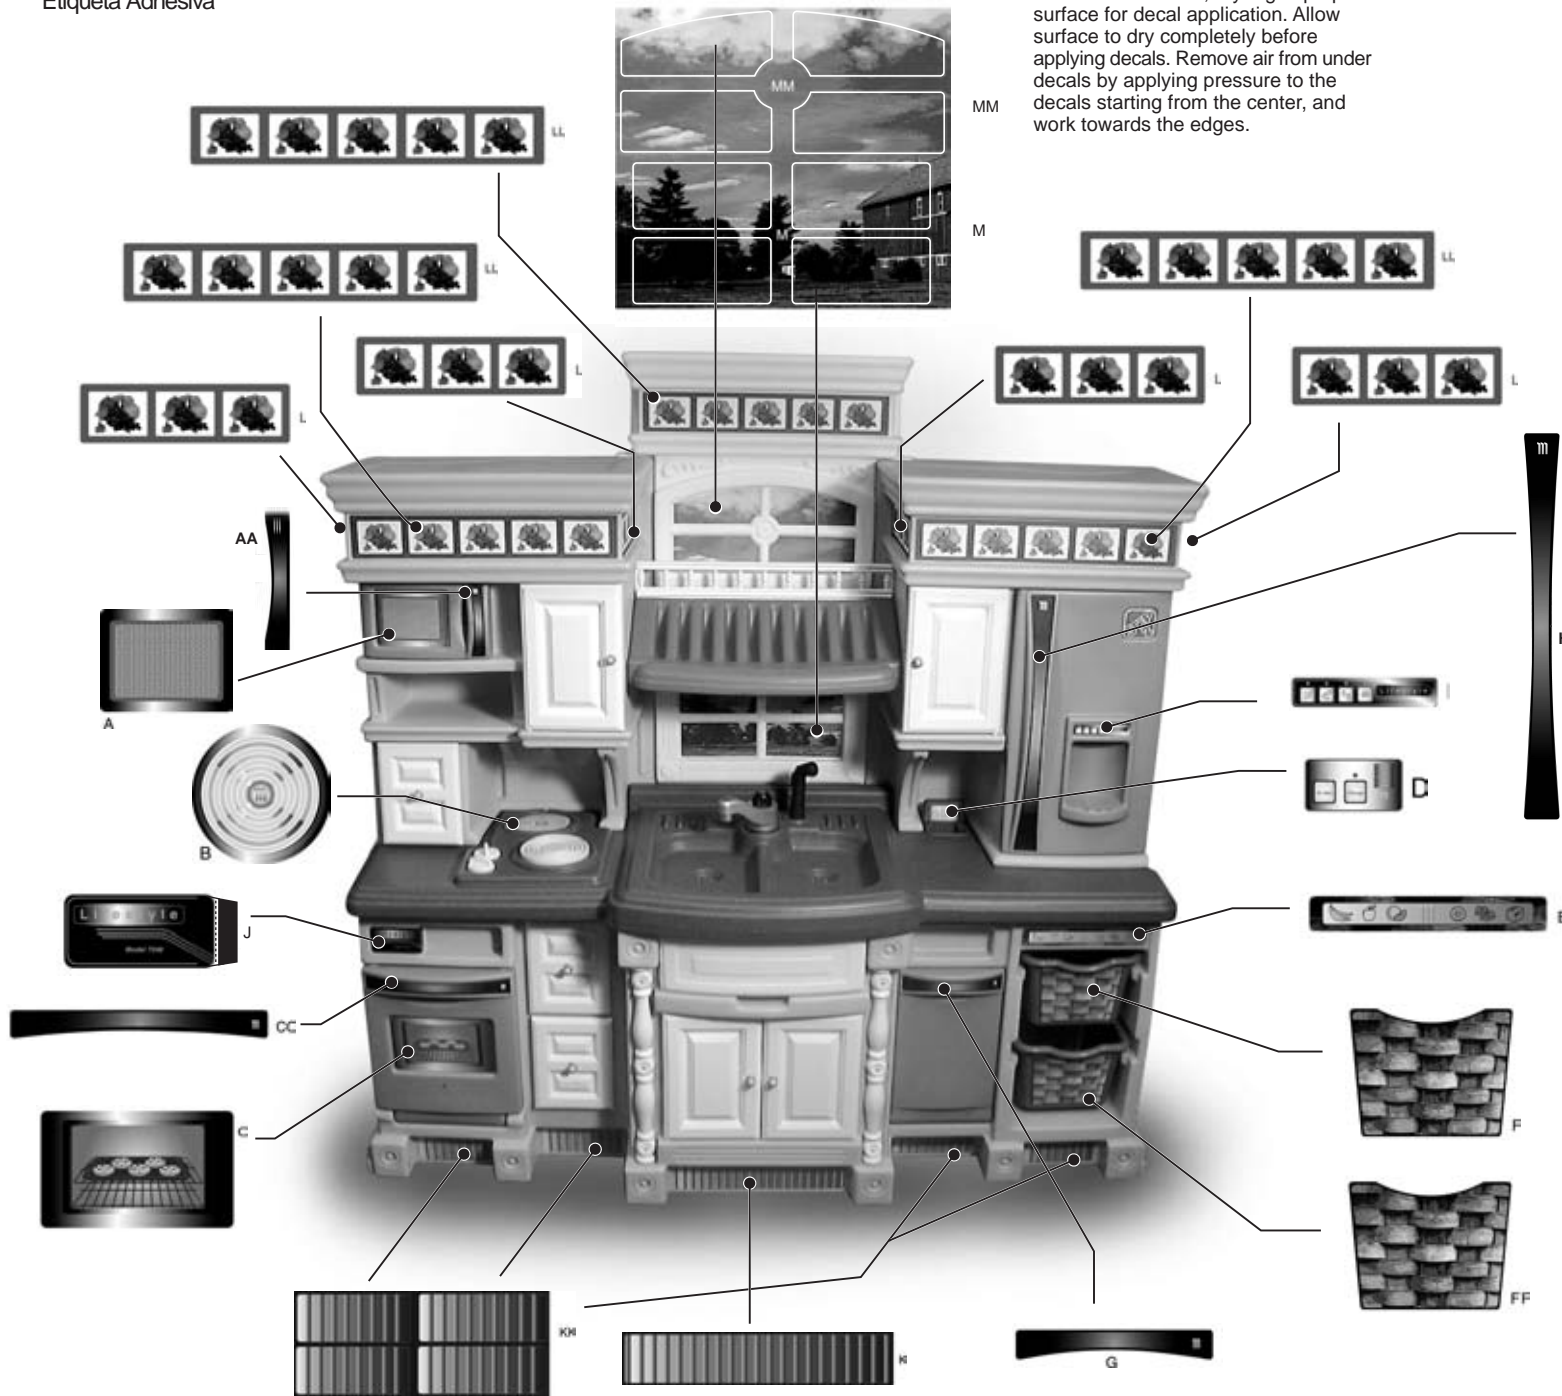 Etiqueta Adhesiva
surface for decal application. Allow
surface to dry completely before
applying decals. Remove air from under
decals by applying pressure to the
decals starting from the center, and
work towards the edges.
MM
MM
LL
M
M
LL
LL
L
L
L
L
AA
A
B
D
J
CC
C
F
FF
KK
K
G